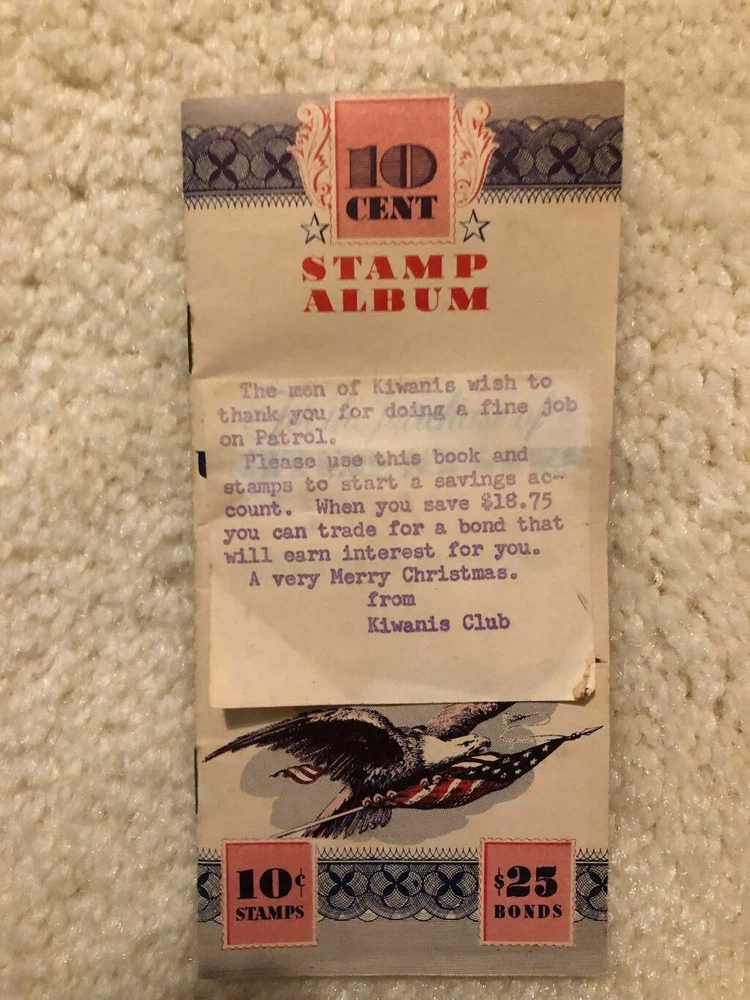 10
CENT
STAMP
ALBUM
The men of Kiwanis wish to
thank you for doing a fine job
on Patrol.
Please use this book and
stamps to start a savings ac-
count. When you save $18.75
you can trade for a bond that
will earn interest for you.
A very Merry Christmas.
from
Kiwanis Club
10¢
STAMPS
$25
BONDS